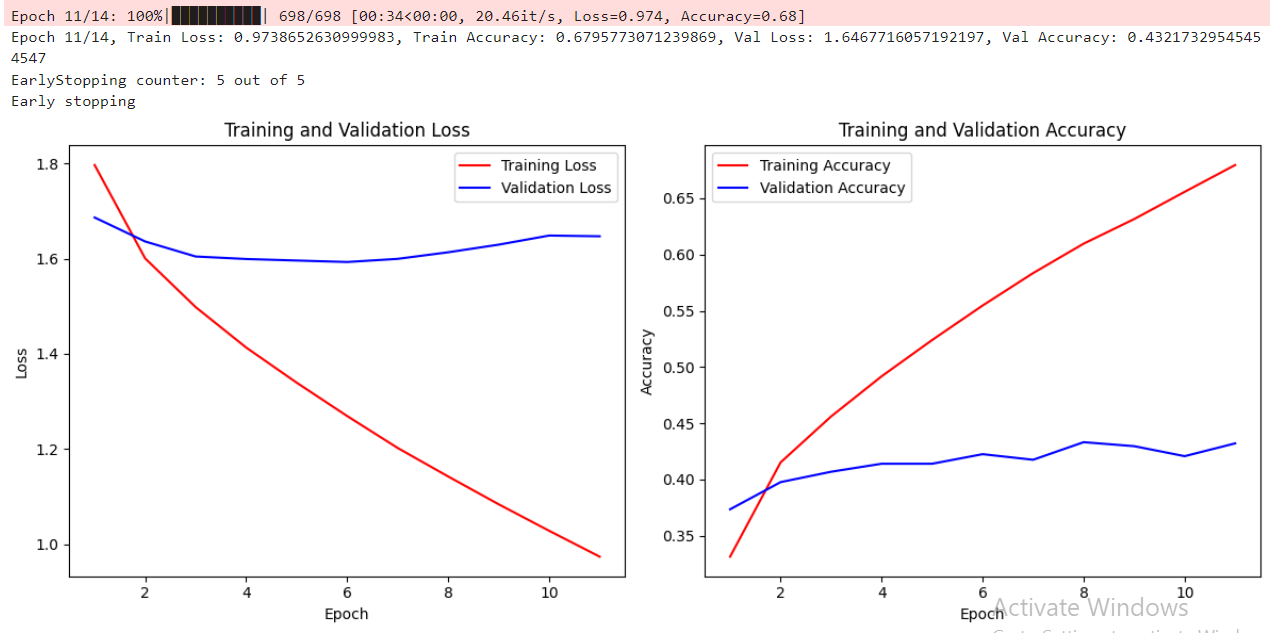 Epoch 11/14: 100%|██████████| 698/698 [00:34<00:00, 20.46it/s, Loss=0.974, Accuracy=0.68]
Epoch 11/14, Train Loss: 0.9738652630999983, Train Accuracy: 0.6795773071239869, Val Loss: 1.6467716057192197, Val Accuracy: 0.4321732954545
4547
EarlyStopping counter: 5 out of 5
Early stopping
Training and Validation Loss
Training Loss
Validation Loss
1.8
1.6
1.4
1.2
1.0
Loss
2 4 6 8 10
Epoch
Training and Validation Accuracy
Training Accuracy
Validation Accuracy
0.65
0.60
0.55
0.50
0.45
0.40
0.35
Accuracy
2 4 6 8 10
Epoch
Activate Windows